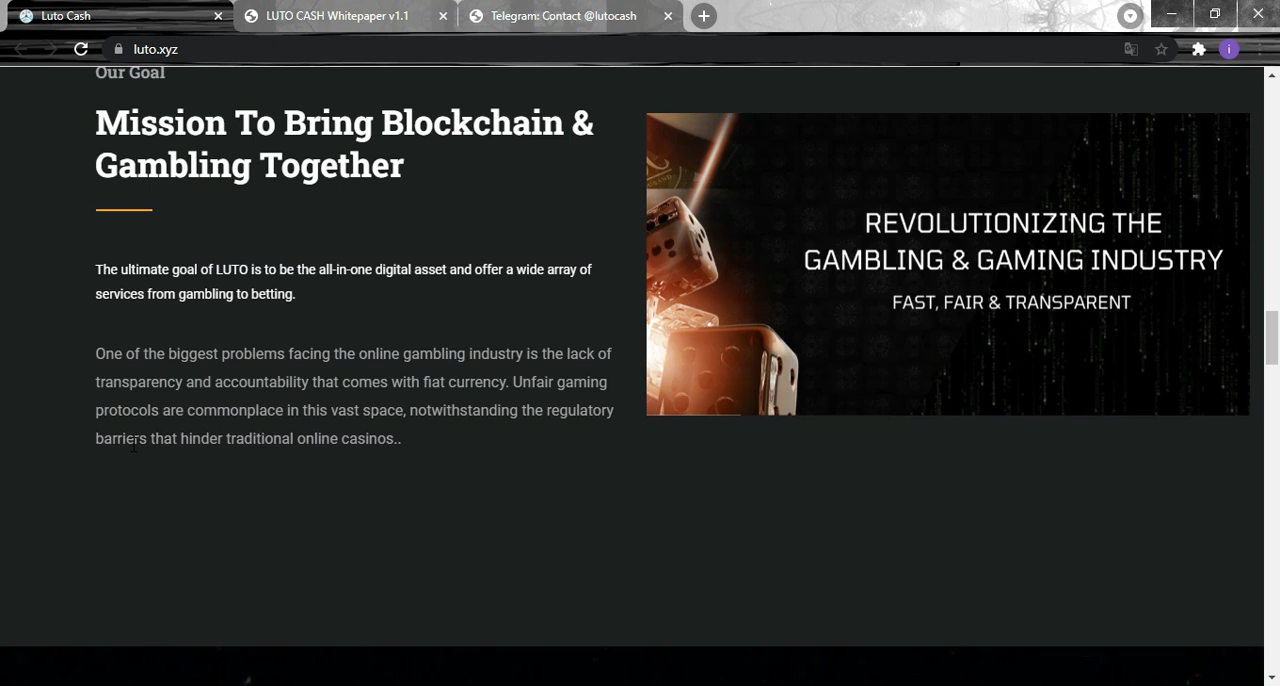 Luto Cash
LUTO CASH Whitepaper v1.1
Telegram: Contact @lutocash
luto.xyz
i
Our Goal
Mission To Bring Blockchain &
Gambling Together
The ultimate goal of LUTO is to be the all-in-one digital asset and offer a wide array of
services from gambling to betting.
One of the biggest problems facing the online gambling industry is the lack of
transparency and accountability that comes with fiat currency. Unfair gaming
protocols are commonplace in this vast space, notwithstanding the regulatory
barriers that hinder traditional online casinos..
REVOLUTIONIZING THE
GAMBLING & GAMING INDUSTRY
FAST, FAIR & TRANSPARENT